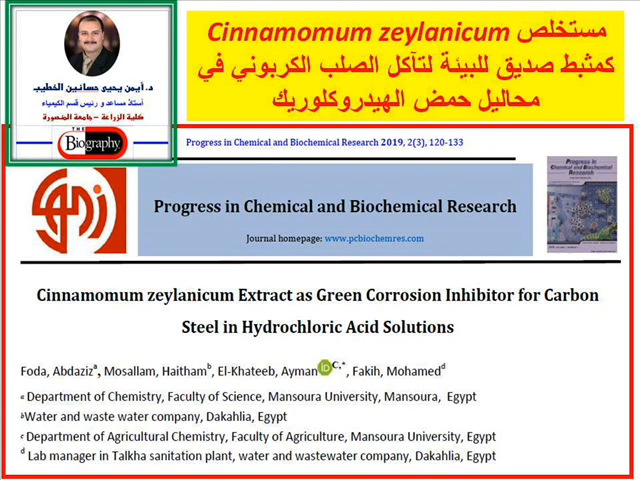 مستخلص Cinnamomum zeylanicum
كمثبط صديق للبيئة لتآكل الصلب الكربوني في
محاليل حمض الهيدروكلوريك
د. أيمن يحيى حسانين الخطيب
أستاذ مساعد و رئيس قسم الكيمياء
كلية الزراعة – جامعة المنصورة
THE
Biography
Progress in Chemical and Biochemical Research 2019, 2(3), 120-133
Progress in Chemical and Biochemical Research
Journal homepage: www.pcbiochemres.com
Progress in
Chemical and Biochemical
Research
Cinnamomum zeylanicum Extract as Green Corrosion Inhibitor for Carbon
Steel in Hydrochloric Acid Solutions
Foda, Abdaziz a, Mosallam, Haitham b, El-Khateeb, Ayman iD C,*, Fakih, Mohamed d
a Department of Chemistry, Faculty of Science, Mansoura University, Mansoura, Egypt
b Water and waste water company, Dakahlia, Egypt
c Department of Agricultural Chemistry, Faculty of Agriculture, Mansoura University, Egypt
d Lab manager in Talkha sanitation plant, water and wastewater company, Dakahlia, Egypt